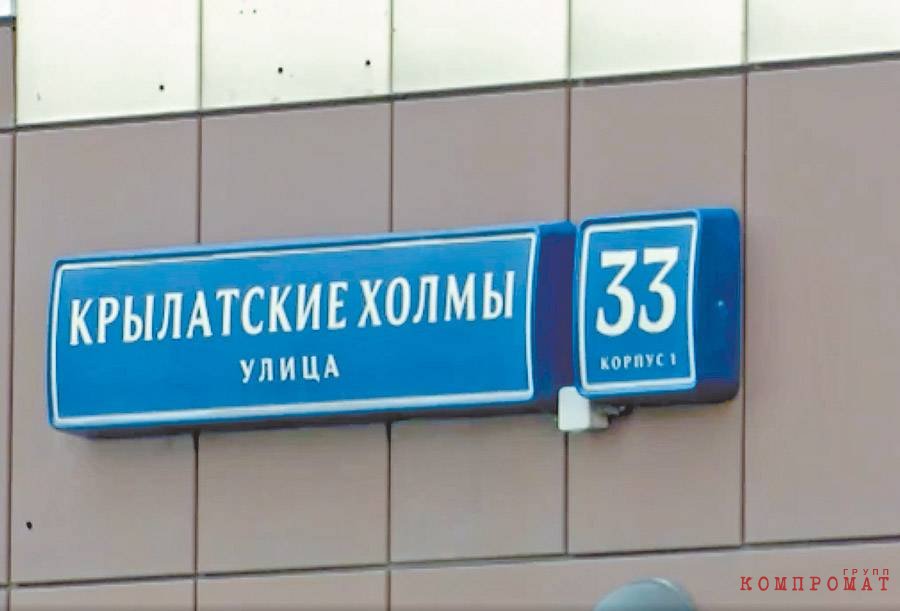 КРЫЛАТСКИЕ ХОЛМЫ
УЛИЦА
33
КОРПУС 1
ГРУПП
КОМПРОМАТ